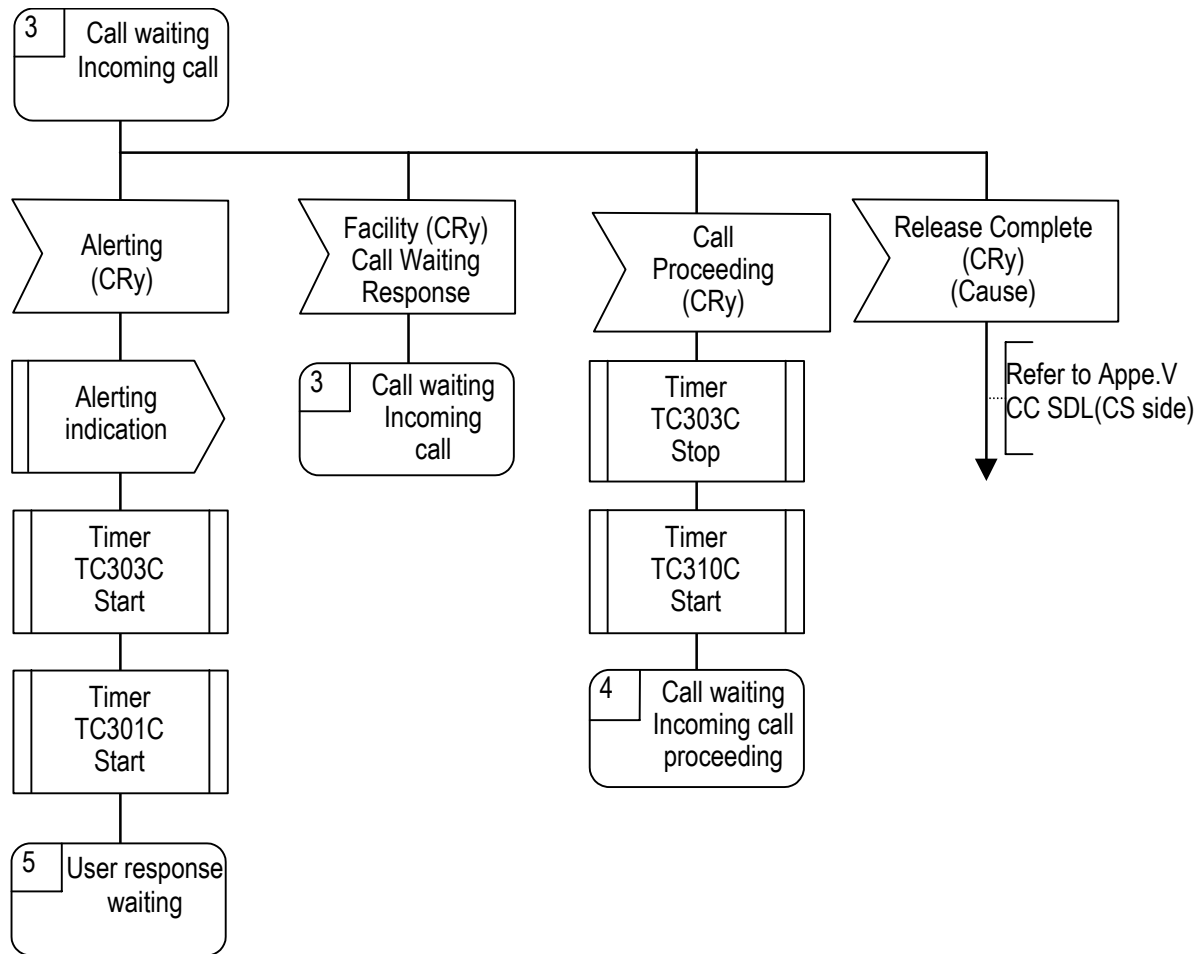 3
Call waiting
Incoming call
Alerting
(CRy)
Alerting
indication
Timer
TC303C
Start
Timer
TC301C
Start
5
User response
waiting
Facility (CRy)
Call Waiting
Response
3
Call waiting
Incoming
call
Call
Proceeding
(CRy)
Timer
TC303C
Stop
Timer
TC310C
Start
4
Call waiting
Incoming call
proceeding
Release Complete
(CRy)
(Cause)
Refer to Appe.V
CC SDL(CS side)